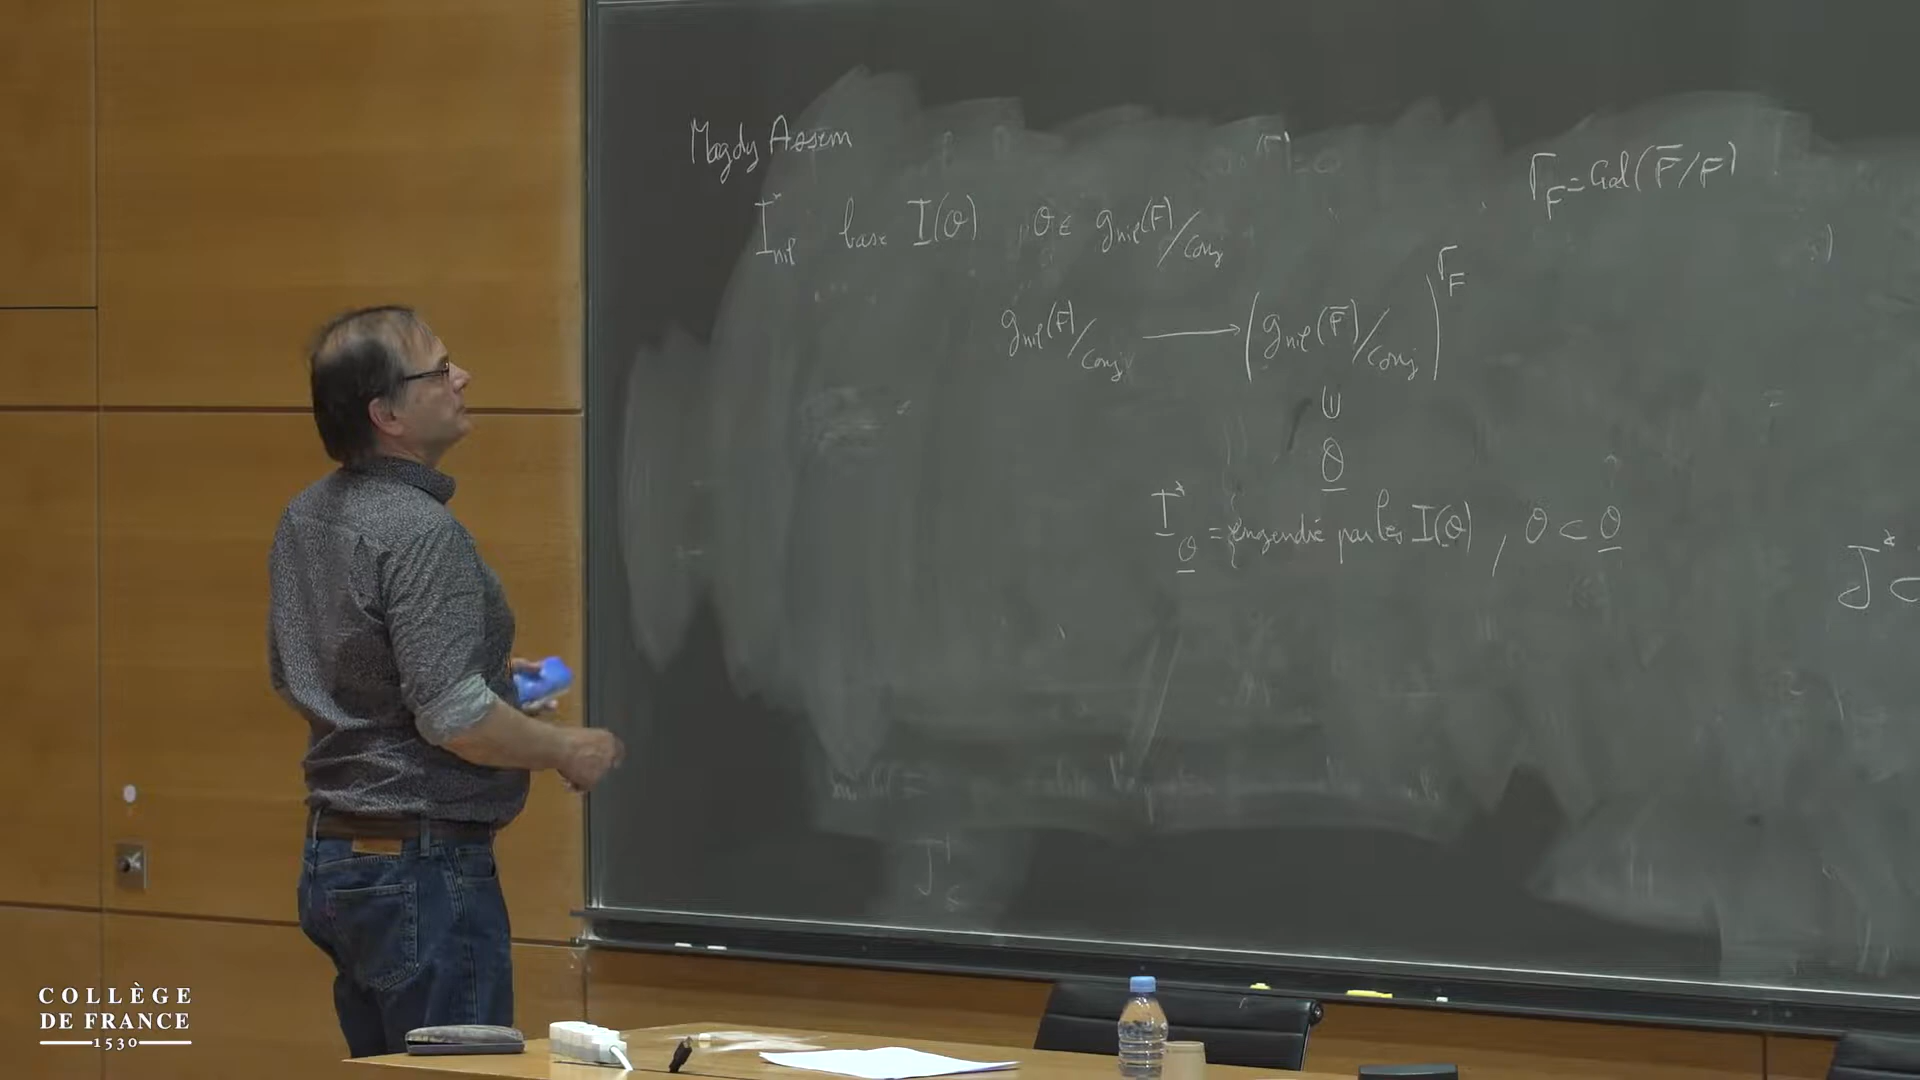 Magdy Assem
Γ_F = Gal(F̄/F)
I*_nil base I(O), O ∈ g_nil(F)/conj
g_nil(F)/conj ⟶ (g_nil(F̄)/conj)^Γ_F
∪
O̲
I*_O̲ = engendré par les I(O), O ⊂ O̲
J*
COLLÈGE
DE FRANCE
1530